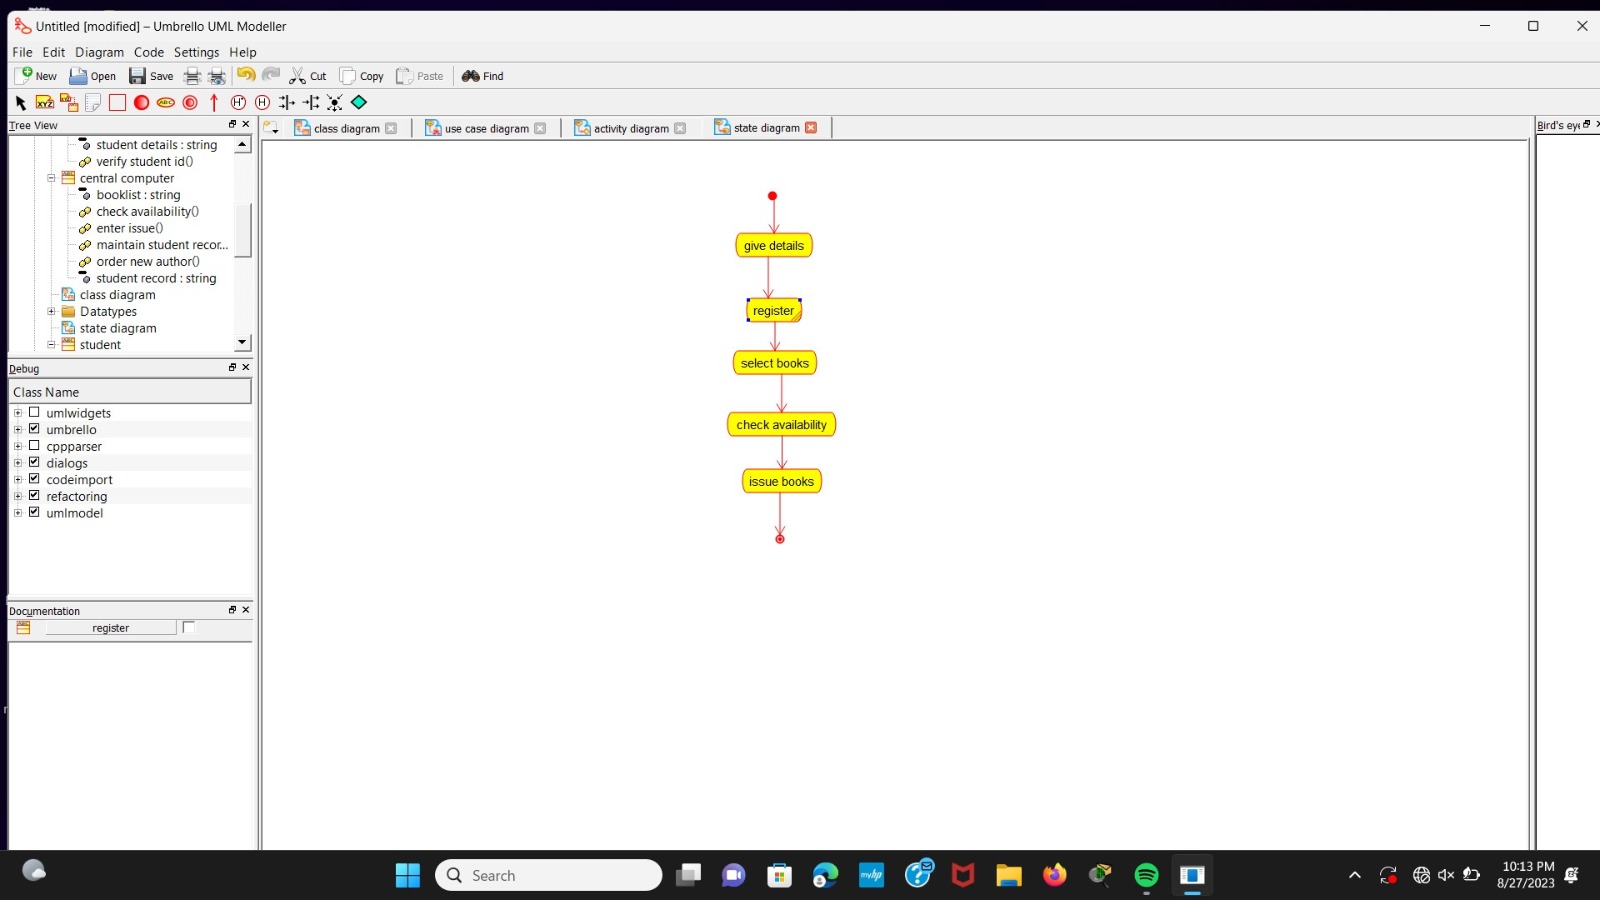 Untitled [modified] – Umbrello UML Modeller
File Edit Diagram Code Settings Help
New Open Save Cut Copy Paste Find
Tree View
class diagram use case diagram activity diagram state diagram
Bird's eye
student details : string
verify student id()
central computer
booklist : string
check availability()
enter issue()
maintain student recor...
order new author()
student record : string
class diagram
Datatypes
state diagram
student
Debug
Class Name
umlwidgets
umbrello
cppparser
dialogs
codeimport
refactoring
umlmodel
Documentation
register
give details
register
select books
check availability
issue books
Search
10:13 PM
8/27/2023